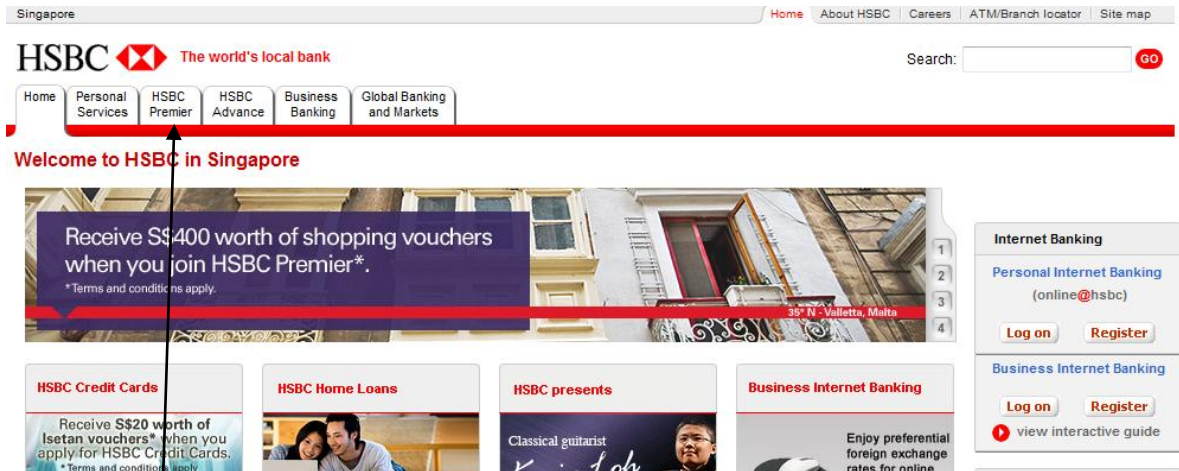 Singapore
Home About HSBC Careers ATM/Branch locator Site map
HSBC The world's local bank
Search: GO
Home Personal Services HSBC Premier HSBC Advance Business Banking Global Banking and Markets
Welcome to HSBC in Singapore
Receive S$400 worth of shopping vouchers
when you join HSBC Premier*.
*Terms and conditions apply.
35° N - Valletta, Malta
1
2
3
4
Internet Banking
Personal Internet Banking
(online@hsbc)
Log on Register
Business Internet Banking
Log on Register
view interactive guide
HSBC Credit Cards
Receive S$20 worth of
Isetan vouchers* when you
apply for HSBC Credit Cards.
*Terms and conditions apply
HSBC Home Loans
HSBC presents
Classical guitarist
Loh
Business Internet Banking
Enjoy preferential
foreign exchange
rates for online